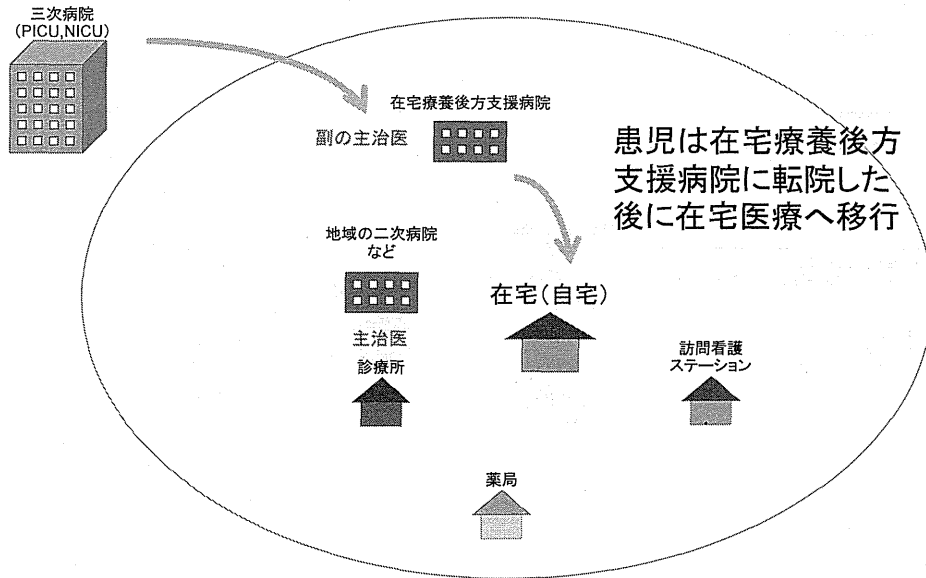 三次病院
(PICU,NICU)
在宅療養後方支援病院
副の主治医
患児は在宅療養後方
支援病院に転院した
後に在宅医療へ移行
地域の二次病院
など
在宅(自宅)
主治医
診療所
訪問看護
ステーション
薬局